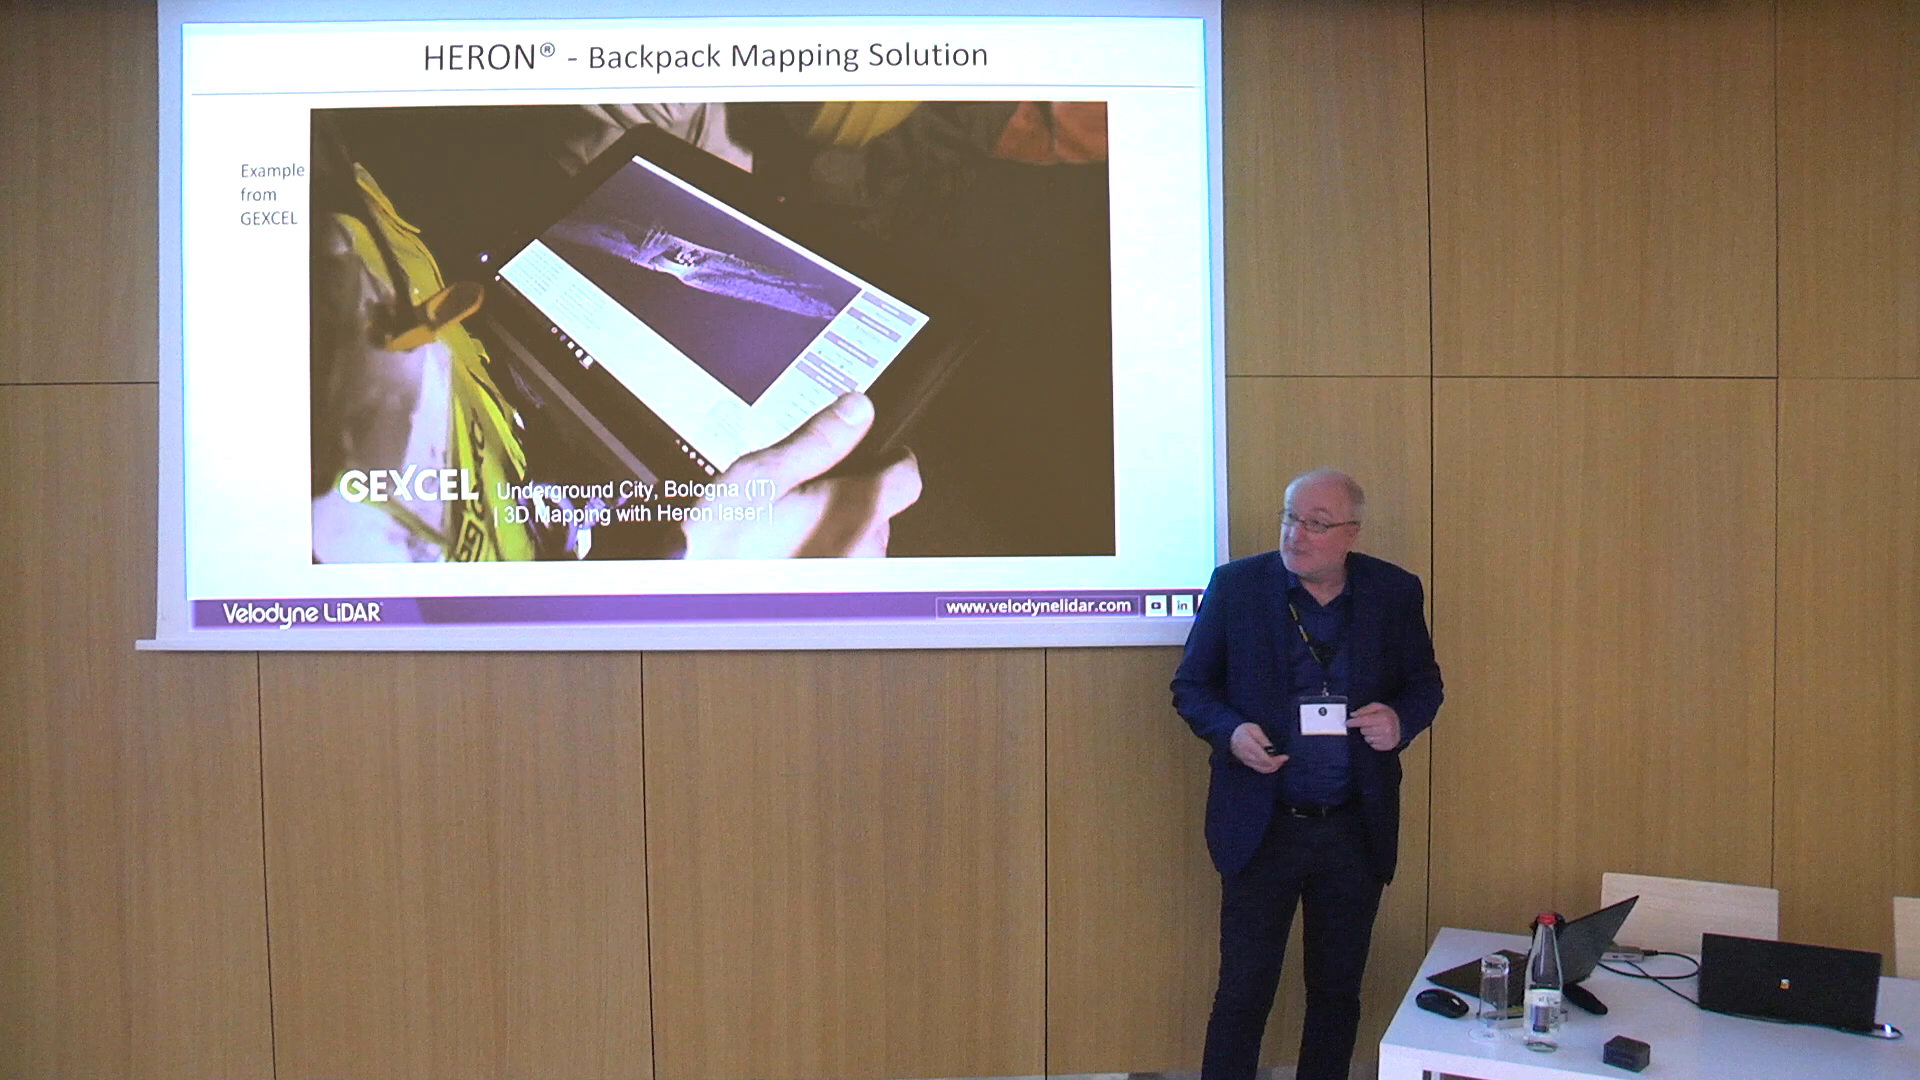 HERON® - Backpack Mapping Solution
Example
from
GEXCEL
GEXCEL
Underground City, Bologna (IT)
| 3D Mapping with Heron laser |
Velodyne LiDAR
www.velodynelidar.com
in